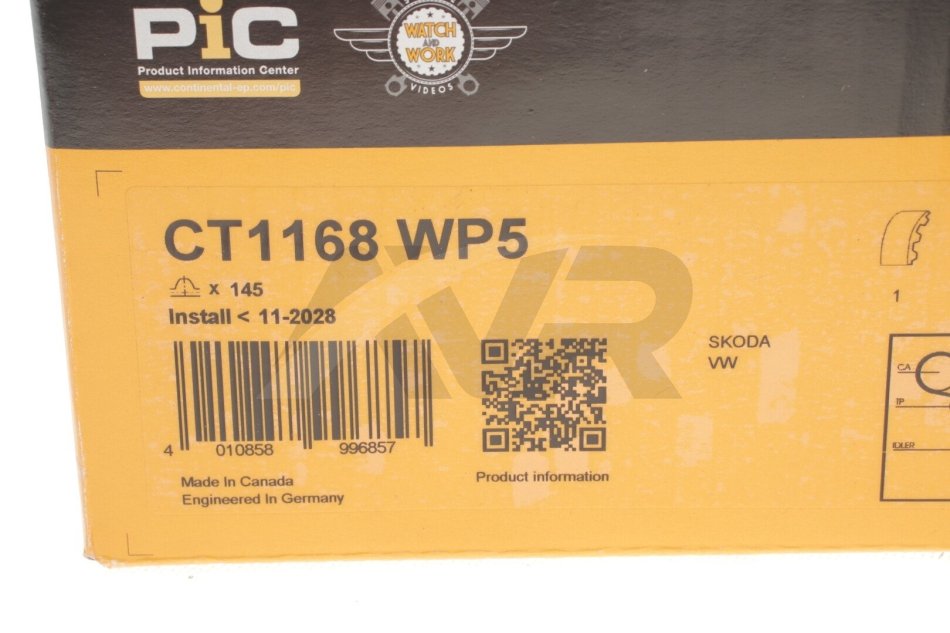 PiC
Product Information Center
www.continental-ep.com/pic
WATCH
AND
WORK
VIDEOS
CT1168 WP5
x 145
Install < 11-2028
4 010858 996857
Made In Canada
Engineered In Germany
Product information
SKODA
VW
1
CA
IP
IDLER
AVR